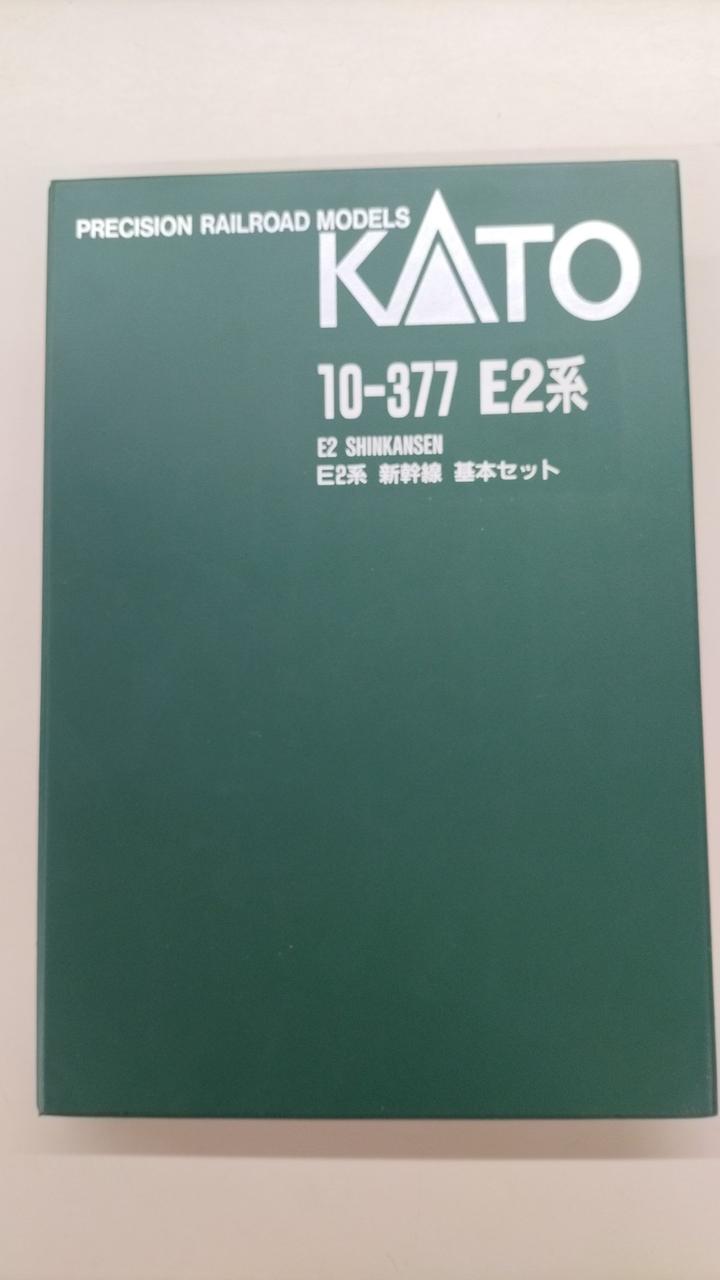 PRECISION RAILROAD MODELS
KATO
10-377 E2系
E2 SHINKANSEN
E2系 新幹線 基本セット